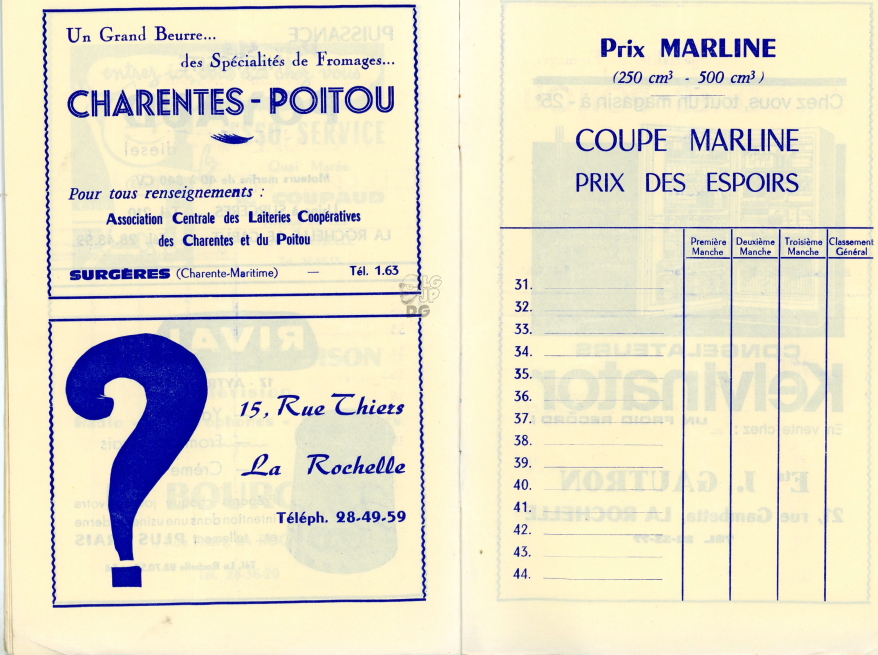 Un Grand Beurre...
des Spécialités de Fromages...
CHARENTES - POITOU
Pour tous renseignements :
Association Centrale des Laiteries Coopératives
des Charentes et du Poitou
SURGÈRES (Charente-Maritime) — Tél. 1.63
?
15, Rue Thiers
La Rochelle
Téléph. 28-49-59
Prix MARLINE
(250 cm³ - 500 cm³)
COUPE MARLINE
PRIX DES ESPOIRS
Première Manche
Deuxième Manche
Troisième Manche
Classement Général
31.
32.
33.
34.
35.
36.
37.
38.
39.
40.
41.
42.
43.
44.